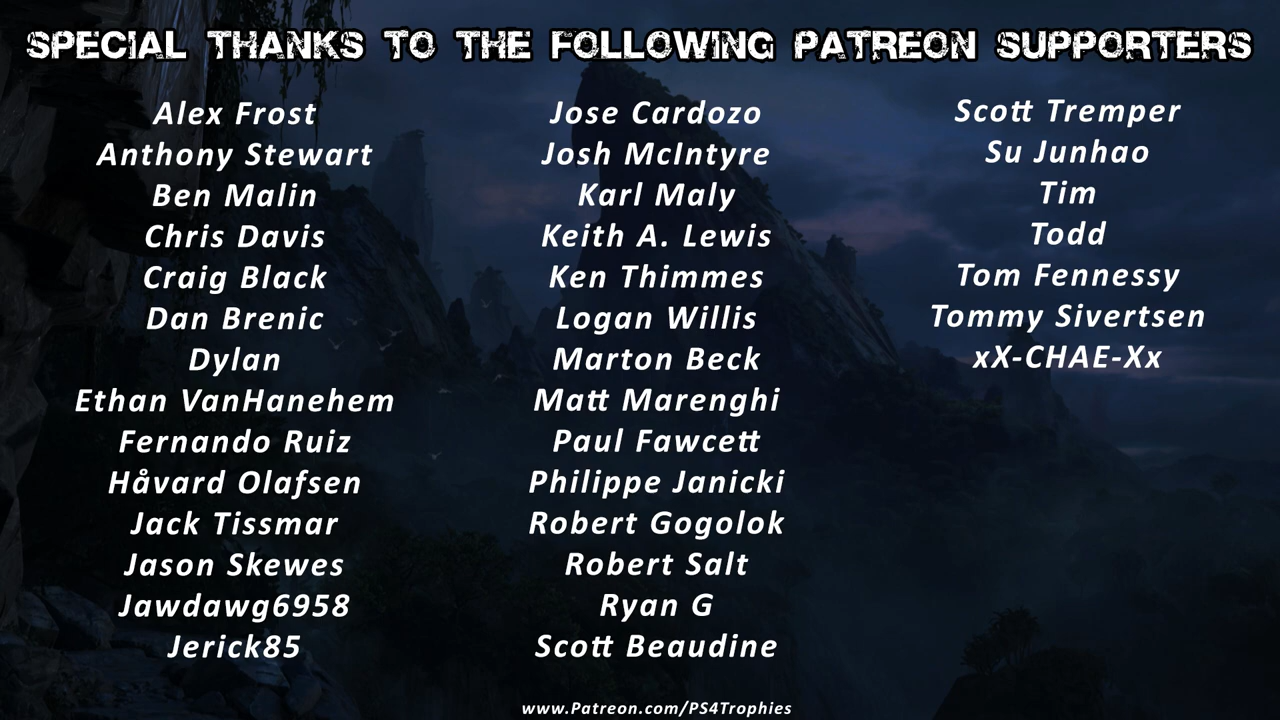 SPECIAL THANKS TO THE FOLLOWING PATREON SUPPORTERS
Alex Frost
Anthony Stewart
Ben Malin
Chris Davis
Craig Black
Dan Brenic
Dylan
Ethan VanHanehem
Fernando Ruiz
Håvard Olafsen
Jack Tissmar
Jason Skewes
Jawdawg6958
Jerick85
Jose Cardozo
Josh McIntyre
Karl Maly
Keith A. Lewis
Ken Thimmes
Logan Willis
Marton Beck
Matt Marenghi
Paul Fawcett
Philippe Janicki
Robert Gogolok
Robert Salt
Ryan G
Scott Beaudine
Scott Tremper
Su Junhao
Tim
Todd
Tom Fennessy
Tommy Sivertsen
xX-CHAE-Xx
www.Patreon.com/PS4Trophies